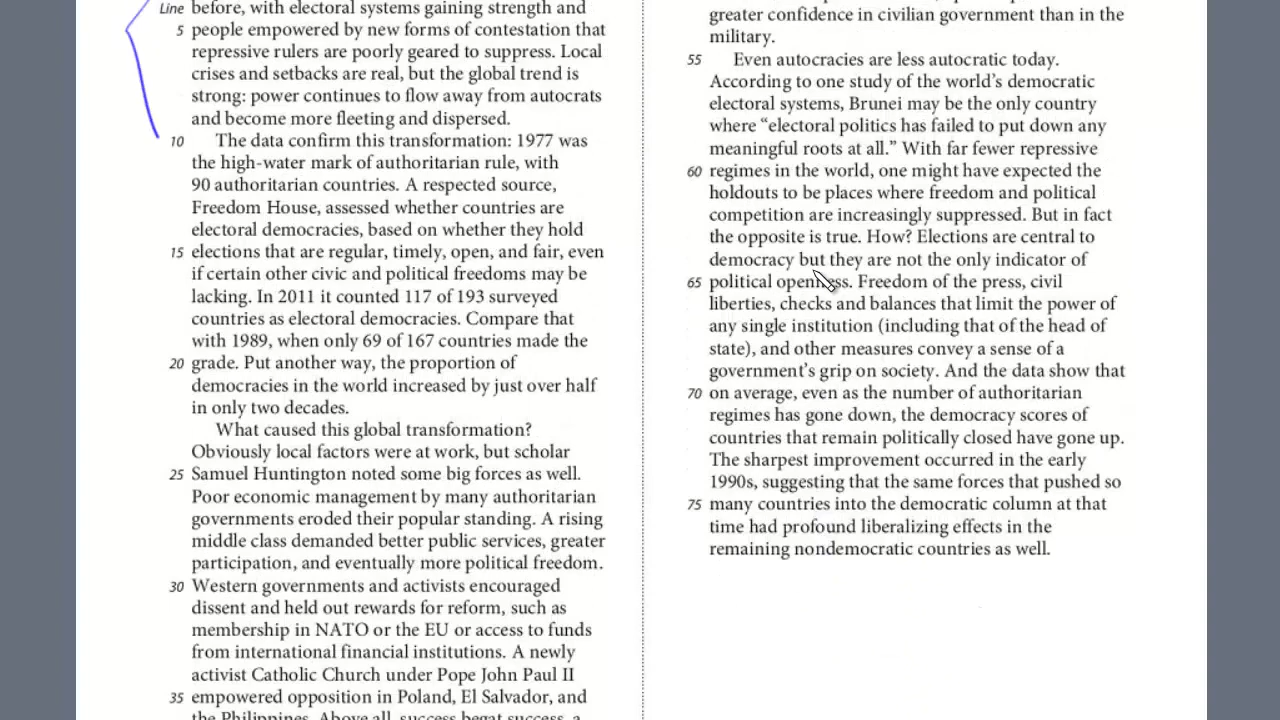 Line before, with electoral systems gaining strength and
5 people empowered by new forms of contestation that
repressive rulers are poorly geared to suppress. Local
crises and setbacks are real, but the global trend is
strong: power continues to flow away from autocrats
and become more fleeting and dispersed.
10 The data confirm this transformation: 1977 was
the high-water mark of authoritarian rule, with
90 authoritarian countries. A respected source,
Freedom House, assessed whether countries are
electoral democracies, based on whether they hold
15 elections that are regular, timely, open, and fair, even
if certain other civic and political freedoms may be
lacking. In 2011 it counted 117 of 193 surveyed
countries as electoral democracies. Compare that
with 1989, when only 69 of 167 countries made the
20 grade. Put another way, the proportion of
democracies in the world increased by just over half
in only two decades.
What caused this global transformation?
Obviously local factors were at work, but scholar
25 Samuel Huntington noted some big forces as well.
Poor economic management by many authoritarian
governments eroded their popular standing. A rising
middle class demanded better public services, greater
participation, and eventually more political freedom.
30 Western governments and activists encouraged
dissent and held out rewards for reform, such as
membership in NATO or the EU or access to funds
from international financial institutions. A newly
activist Catholic Church under Pope John Paul II
35 empowered opposition in Poland, El Salvador, and
the Philippines. Above all, success begat success, a
greater confidence in civilian government than in the
military.
55 Even autocracies are less autocratic today.
According to one study of the world's democratic
electoral systems, Brunei may be the only country
where “electoral politics has failed to put down any
meaningful roots at all.” With far fewer repressive
60 regimes in the world, one might have expected the
holdouts to be places where freedom and political
competition are increasingly suppressed. But in fact
the opposite is true. How? Elections are central to
democracy but they are not the only indicator of
65 political openness. Freedom of the press, civil
liberties, checks and balances that limit the power of
any single institution (including that of the head of
state), and other measures convey a sense of a
government's grip on society. And the data show that
70 on average, even as the number of authoritarian
regimes has gone down, the democracy scores of
countries that remain politically closed have gone up.
The sharpest improvement occurred in the early
1990s, suggesting that the same forces that pushed so
75 many countries into the democratic column at that
time had profound liberalizing effects in the
remaining nondemocratic countries as well.